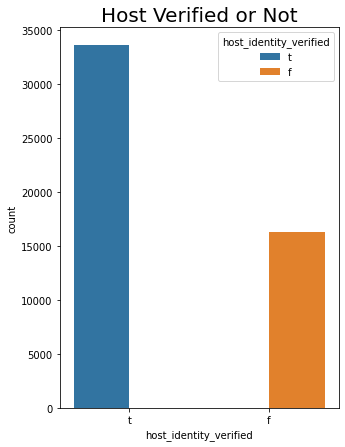 Host Verified or Not
host_identity_verified
t
f
35000
30000
25000
20000
15000
10000
5000
0
count
t
f
host_identity_verified